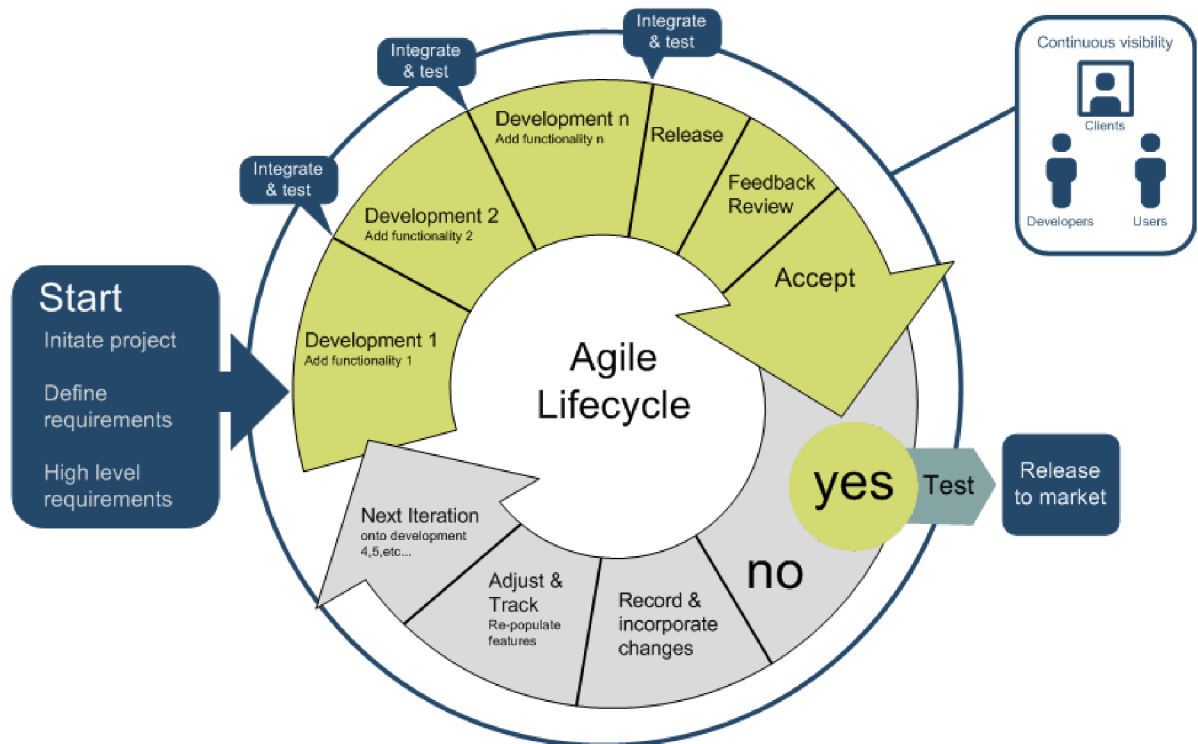 Start
Initate project
Define
requirements
High level
requirements
Development 1
Add functionality 1
Integrate
& test
Development 2
Add functionality 2
Integrate
& test
Development n
Add functionality n
Integrate
& test
Release
Feedback
Review
Accept
Agile
Lifecycle
yes
Test
Release
to market
no
Record &
incorporate
changes
Adjust &
Track
Re-populate
features
Next Iteration
onto development
4,5,etc...
Continuous visibility
Clients
Developers
Users